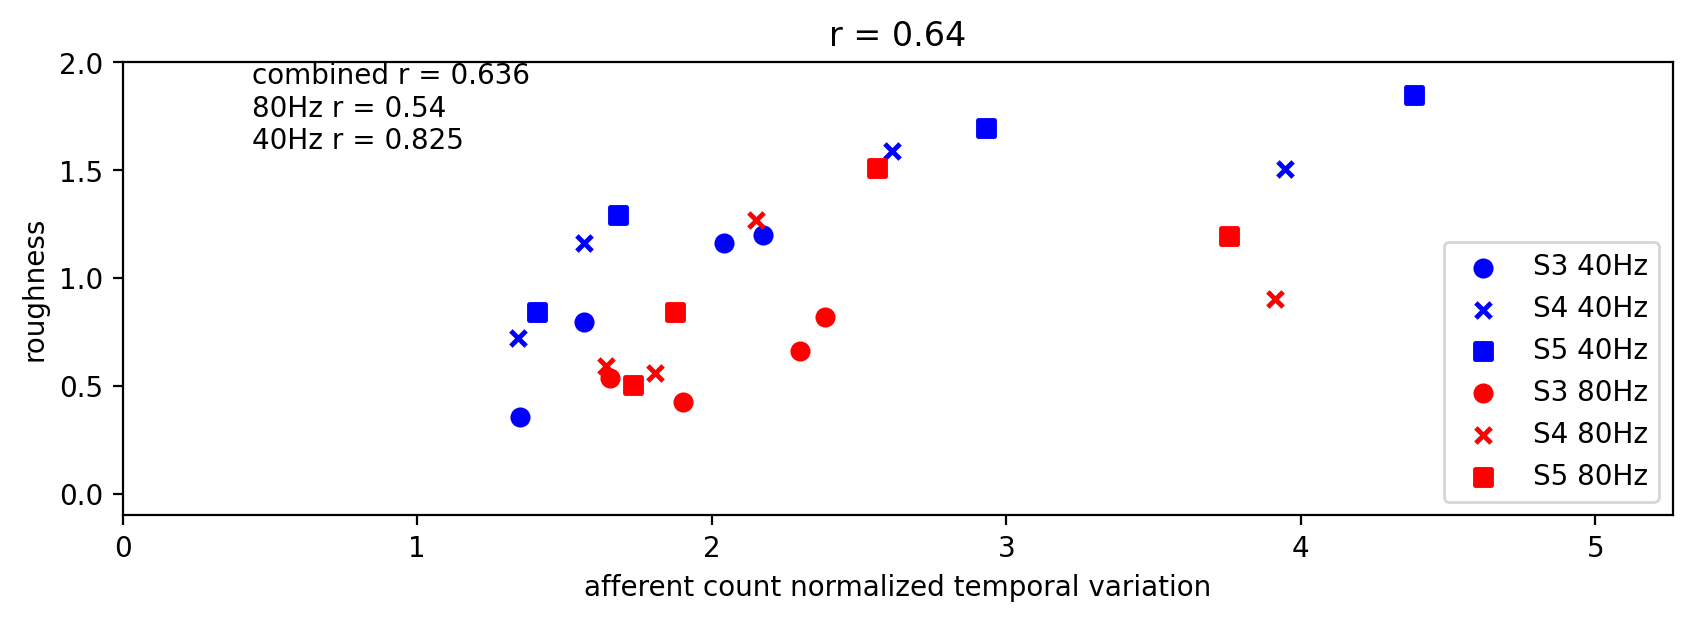 r = 0.64
combined r = 0.636
80Hz r = 0.54
40Hz r = 0.825
2.0
1.5
1.0
0.5
0.0
roughness
S3 40Hz
S4 40Hz
S5 40Hz
S3 80Hz
S4 80Hz
S5 80Hz
0 1 2 3 4 5
afferent count normalized temporal variation